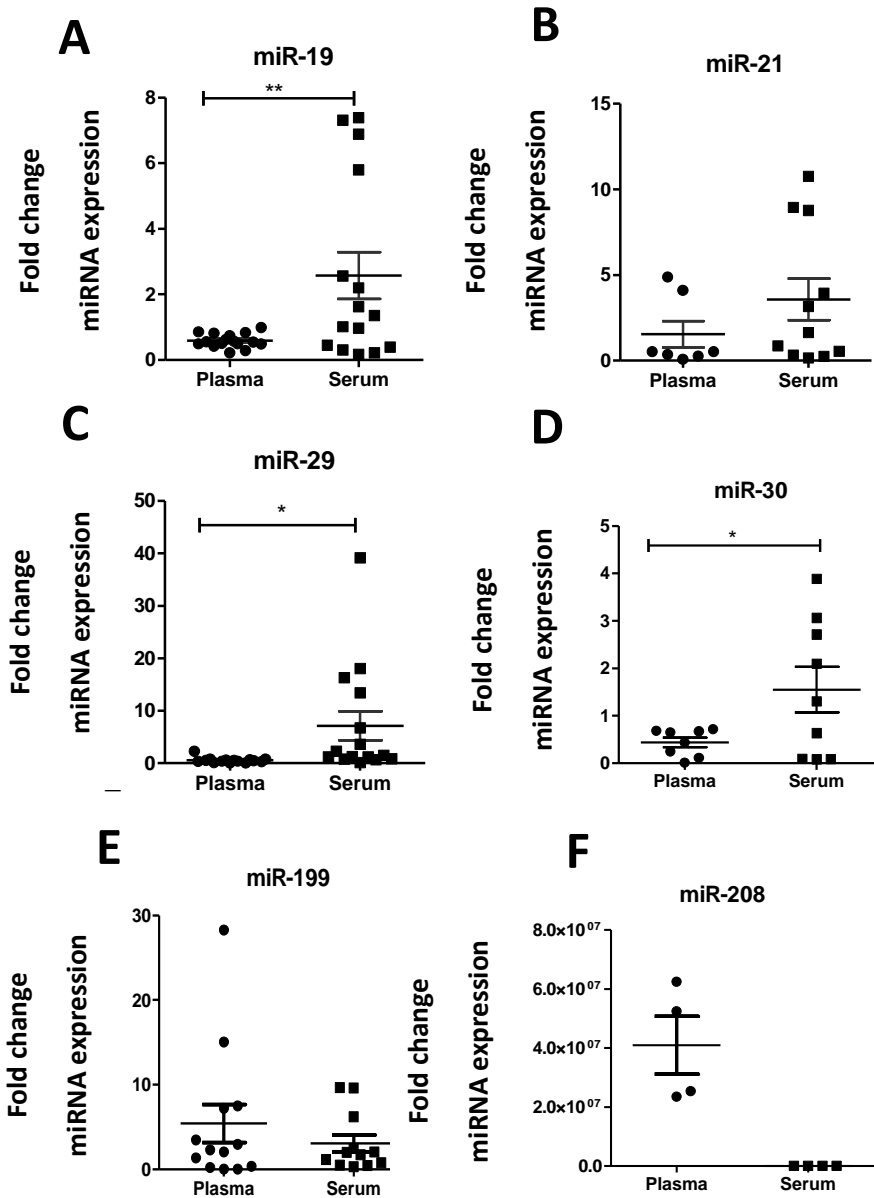 A
miR-19
Fold change
miRNA expression
8
6
4
2
0
**
Plasma
Serum
B
miR-21
Fold change
miRNA expression
15
10
5
0
Plasma
Serum
C
miR-29
Fold change
miRNA expression
50
40
30
20
10
0
*
Plasma
Serum
D
miR-30
Fold change
miRNA expression
5
4
3
2
1
0
*
Plasma
Serum
E
miR-199
Fold change
miRNA expression
30
20
10
0
Plasma
Serum
F
miR-208
Fold change
miRNA expression
8.0×10⁰⁷
6.0×10⁰⁷
4.0×10⁰⁷
2.0×10⁰⁷
0.0
Plasma
Serum